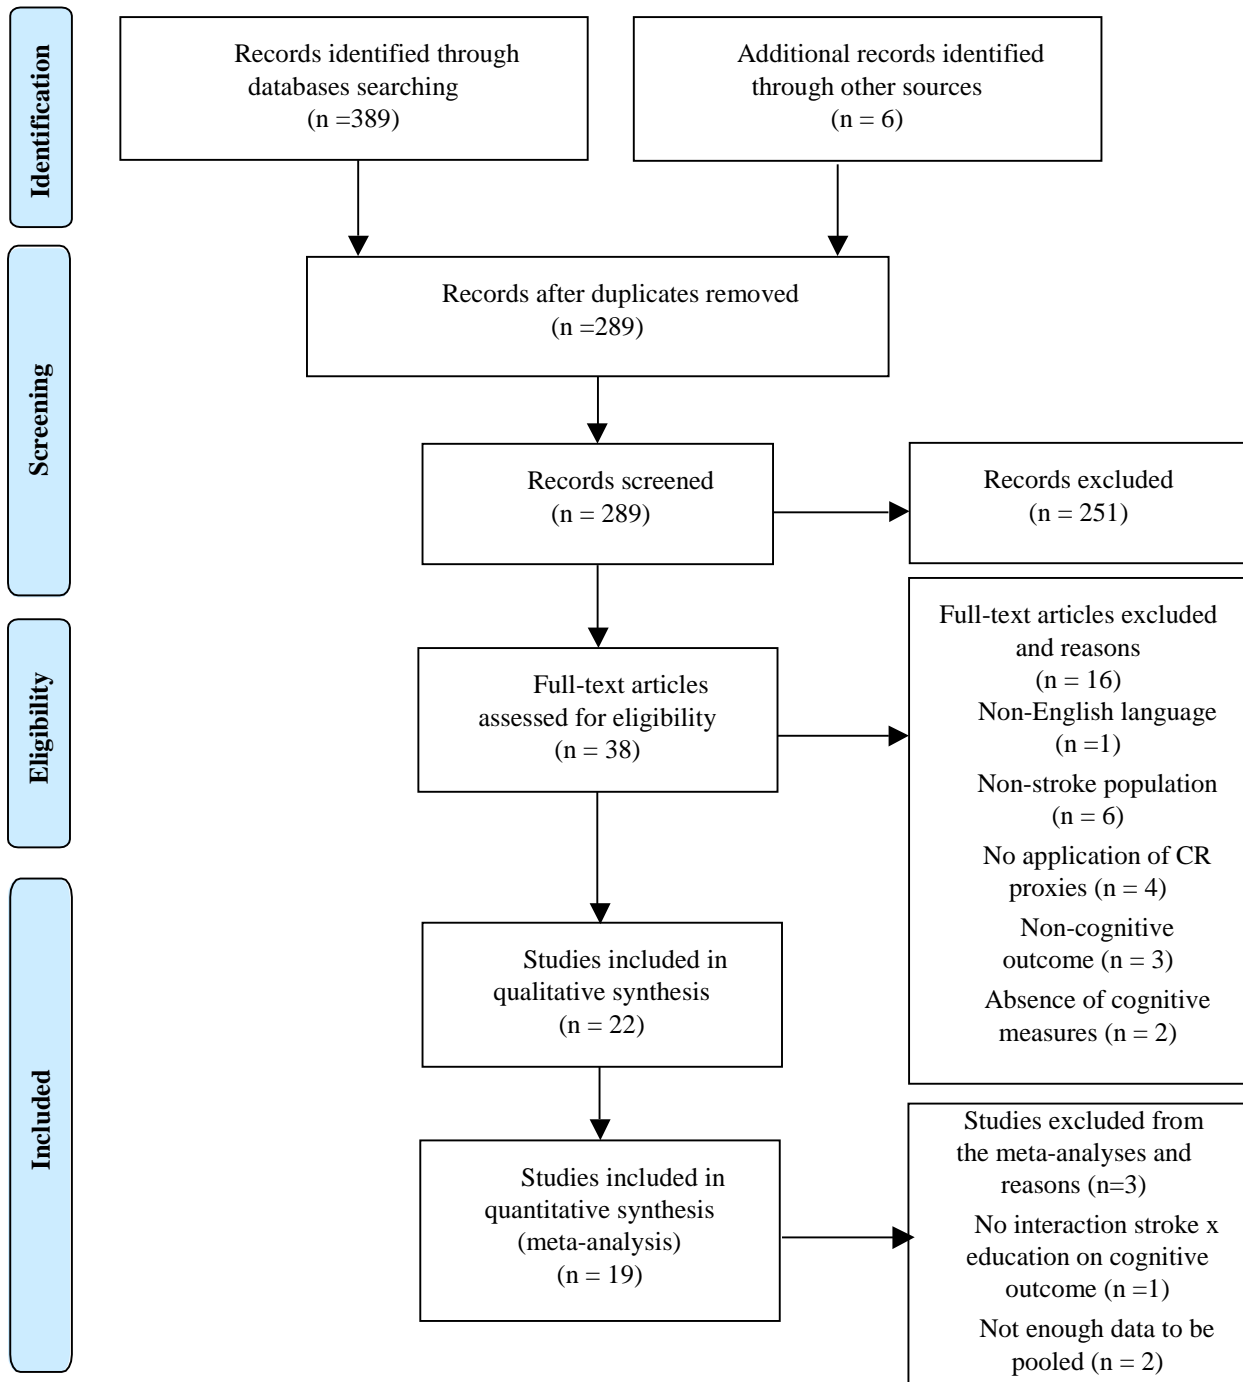 Identification
Records identified through
databases searching
(n =389)
Additional records identified
through other sources
(n = 6)
Screening
Records after duplicates removed
(n =289)
Records screened
(n = 289)
Records excluded
(n = 251)
Eligibility
Full-text articles
assessed for eligibility
(n = 38)
Full-text articles excluded
and reasons
(n = 16)
Non-English language
(n =1)
Non-stroke population
(n = 6)
No application of CR
proxies (n = 4)
Non-cognitive
outcome (n = 3)
Absence of cognitive
measures (n = 2)
Included
Studies included in
qualitative synthesis
(n = 22)
Studies included in
quantitative synthesis
(meta-analysis)
(n = 19)
Studies excluded from
the meta-analyses and
reasons (n=3)
No interaction stroke x
education on cognitive
outcome (n =1)
Not enough data to be
pooled (n = 2)